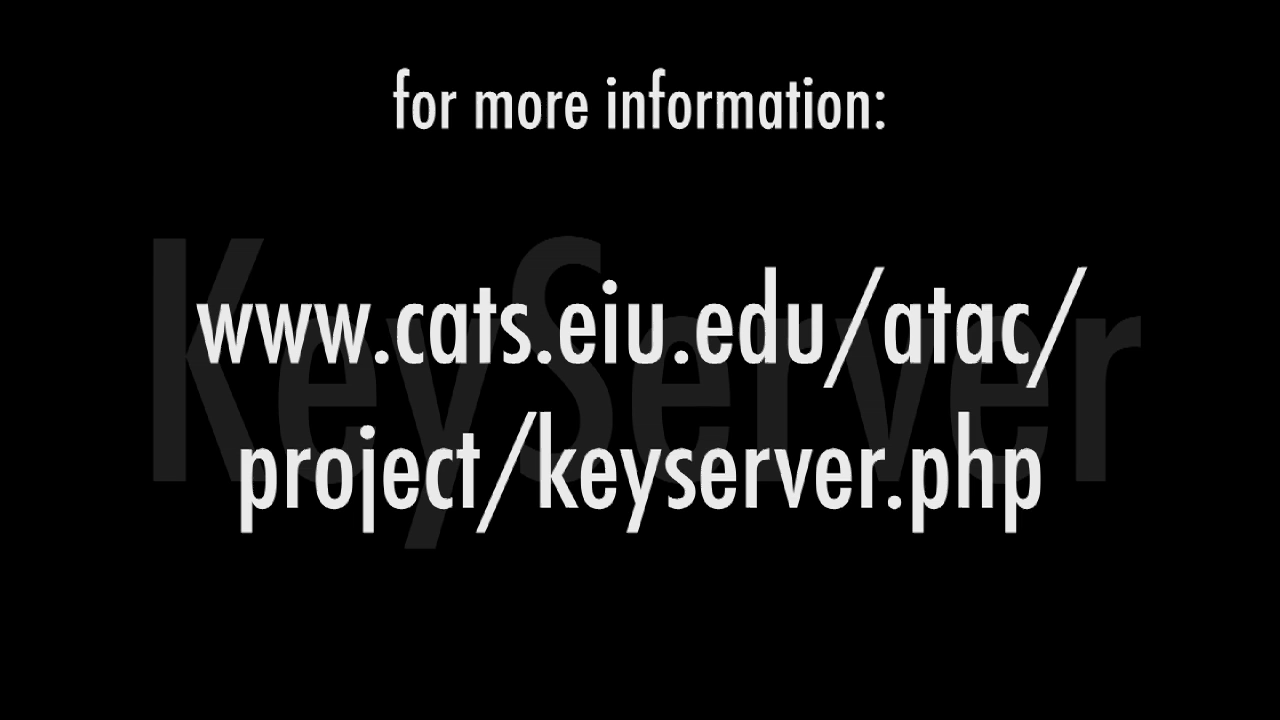 for more information:
KeyServer
www.cats.eiu.edu/atac/
project/keyserver.php